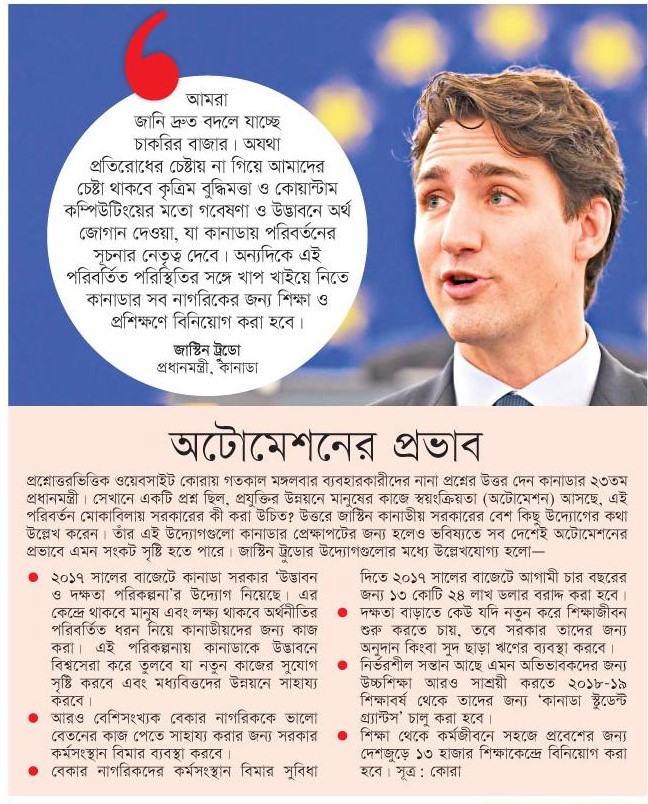 আমরা
জানি দ্রুত বদলে যাচ্ছে
চাকরির বাজার। অযথা
প্রতিরোধের চেষ্টায় না গিয়ে আমাদের
চেষ্টা থাকবে কৃত্রিম বুদ্ধিমত্তা ও কোয়ান্টাম
কম্পিউটিংয়ের মতো গবেষণা ও উদ্ভাবনে অর্থ
জোগান দেওয়া, যা কানাডায় পরিবর্তনের
সূচনার নেতৃত্ব দেবে। অন্যদিকে এই
পরিবর্তিত পরিস্থিতির সঙ্গে খাপ খাইয়ে নিতে
কানাডার সব নাগরিকের জন্য শিক্ষা ও
প্রশিক্ষণে বিনিয়োগ করা হবে।
জাস্টিন ট্রুডো
প্রধানমন্ত্রী, কানাডা
অটোমেশনের প্রভাব
প্রশ্নোত্তরভিত্তিক ওয়েবসাইট কোরায় গতকাল মঙ্গলবার ব্যবহারকারীদের নানা প্রশ্নের উত্তর দেন কানাডার ২৩তম
প্রধানমন্ত্রী। সেখানে একটি প্রশ্ন ছিল, প্রযুক্তির উন্নয়নে মানুষের কাজে স্বয়ংক্রিয়তা (অটোমেশন) আসছে, এই
পরিবর্তন মোকাবিলায় সরকারের কী করা উচিত? উত্তরে জাস্টিন কানাডীয় সরকারের বেশ কিছু উদ্যোগের কথা
উল্লেখ করেন। তাঁর এই উদ্যোগগুলো কানাডার প্রেক্ষাপটের জন্য হলেও ভবিষ্যতে সব দেশেই অটোমেশনের
প্রভাবে এমন সংকট সৃষ্টি হতে পারে। জাস্টিন ট্রুডোর উদ্যোগগুলোর মধ্যে উল্লেখযোগ্য হলো—
● ২০১৭ সালের বাজেটে কানাডা সরকার ‘উদ্ভাবন
ও দক্ষতা পরিকল্পনা’র উদ্যোগ নিয়েছে। এর
কেন্দ্রে থাকবে মানুষ এবং লক্ষ্য থাকবে অর্থনীতির
পরিবর্তিত ধরন নিয়ে কানাডীয়দের জন্য কাজ
করা। এই পরিকল্পনায় কানাডাকে উদ্ভাবনে
বিশ্বসেরা করে তুলবে যা নতুন কাজের সুযোগ
সৃষ্টি করবে এবং মধ্যবিত্তদের উন্নয়নে সাহায্য
করবে।
● আরও বেশিসংখ্যক বেকার নাগরিককে ভালো
বেতনের কাজ পেতে সাহায্য করার জন্য সরকার
কর্মসংস্থান বিমার ব্যবস্থা করবে।
● বেকার নাগরিকদের কর্মসংস্থান বিমার সুবিধা
দিতে ২০১৭ সালের বাজেটে আগামী চার বছরের
জন্য ১৩ কোটি ২৪ লাখ ডলার বরাদ্দ করা হবে।
● দক্ষতা বাড়াতে কেউ যদি নতুন করে শিক্ষাজীবন
শুরু করতে চায়, তবে সরকার তাদের জন্য
অনুদান কিংবা সুদ ছাড়া ঋণের ব্যবস্থা করবে।
● নির্ভরশীল সন্তান আছে এমন অভিভাবকদের জন্য
উচ্চশিক্ষা আরও সাশ্রয়ী করতে ২০১৮-১৯
শিক্ষাবর্ষ থেকে তাদের জন্য ‘কানাডা স্টুডেন্ট
গ্র্যান্টস’ চালু করা হবে।
● শিক্ষা থেকে কর্মজীবনে সহজে প্রবেশের জন্য
দেশজুড়ে ১৩ হাজার শিক্ষাকেন্দ্রে বিনিয়োগ করা
হবে। সূত্র : কোরা